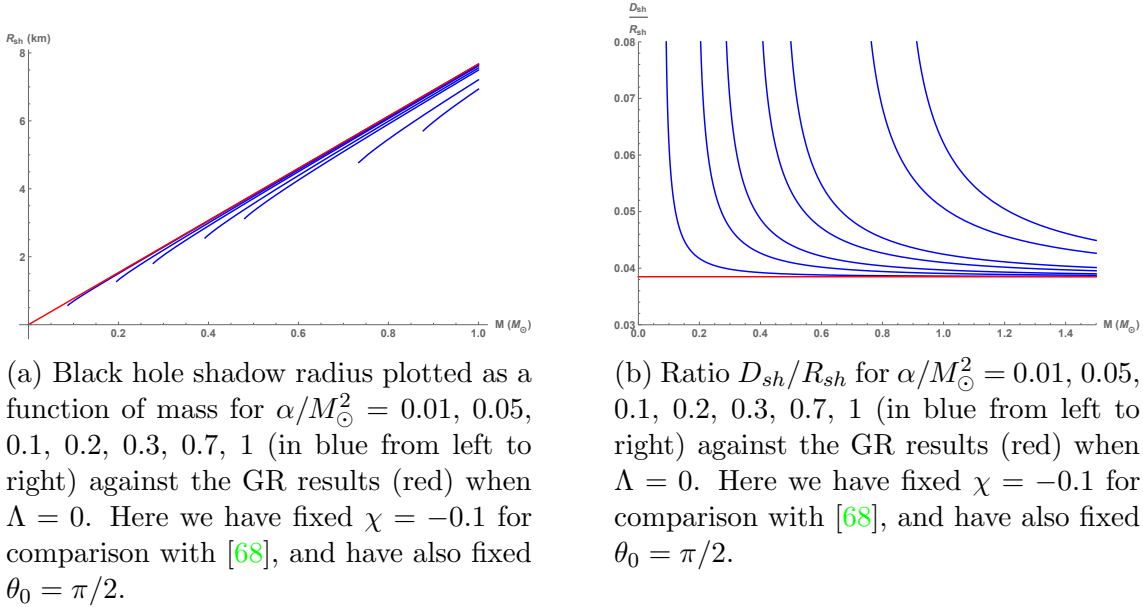 R_sh (km)
8
6
4
2
0.2
0.4
0.6
0.8
1.0
M (M_⊙)
D_sh
R_sh
0.08
0.07
0.06
0.05
0.04
0.03
0.0
0.2
0.4
0.6
0.8
1.0
1.2
1.4
M (M_⊙)
(a) Black hole shadow radius plotted as a
function of mass for α/M_⊙^2 = 0.01, 0.05,
0.1, 0.2, 0.3, 0.7, 1 (in blue from left to
right) against the GR results (red) when
Λ = 0. Here we have fixed χ = −0.1 for
comparison with [68], and have also fixed
θ_0 = π/2.
(b) Ratio D_sh/R_sh for α/M_⊙^2 = 0.01, 0.05,
0.1, 0.2, 0.3, 0.7, 1 (in blue from left to
right) against the GR results (red) when
Λ = 0. Here we have fixed χ = −0.1 for
comparison with [68], and have also fixed
θ_0 = π/2.